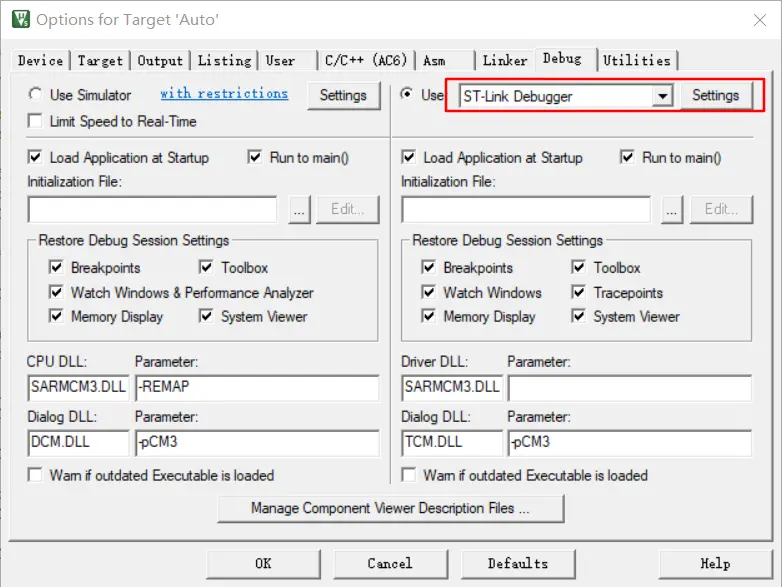 Options for Target 'Auto'
Device Target Output Listing User C/C++ (AC6) Asm Linker Debug Utilities
Use Simulator with restrictions Settings
Limit Speed to Real-Time
Use ST-Link Debugger Settings
Load Application at Startup Run to main()
Initialization File:
... Edit...
Restore Debug Session Settings
Breakpoints Toolbox
Watch Windows & Performance Analyzer
Memory Display System Viewer
Load Application at Startup Run to main()
Initialization File:
... Edit...
Restore Debug Session Settings
Breakpoints Toolbox
Watch Windows Tracepoints
Memory Display System Viewer
CPU DLL: Parameter:
SARMCM3.DLL -REMAP
Dialog DLL: Parameter:
DCM.DLL -pCM3
Warn if outdated Executable is loaded
Driver DLL: Parameter:
SARMCM3.DLL
Dialog DLL: Parameter:
TCM.DLL -pCM3
Warn if outdated Executable is loaded
Manage Component Viewer Description Files ...
OK Cancel Defaults Help